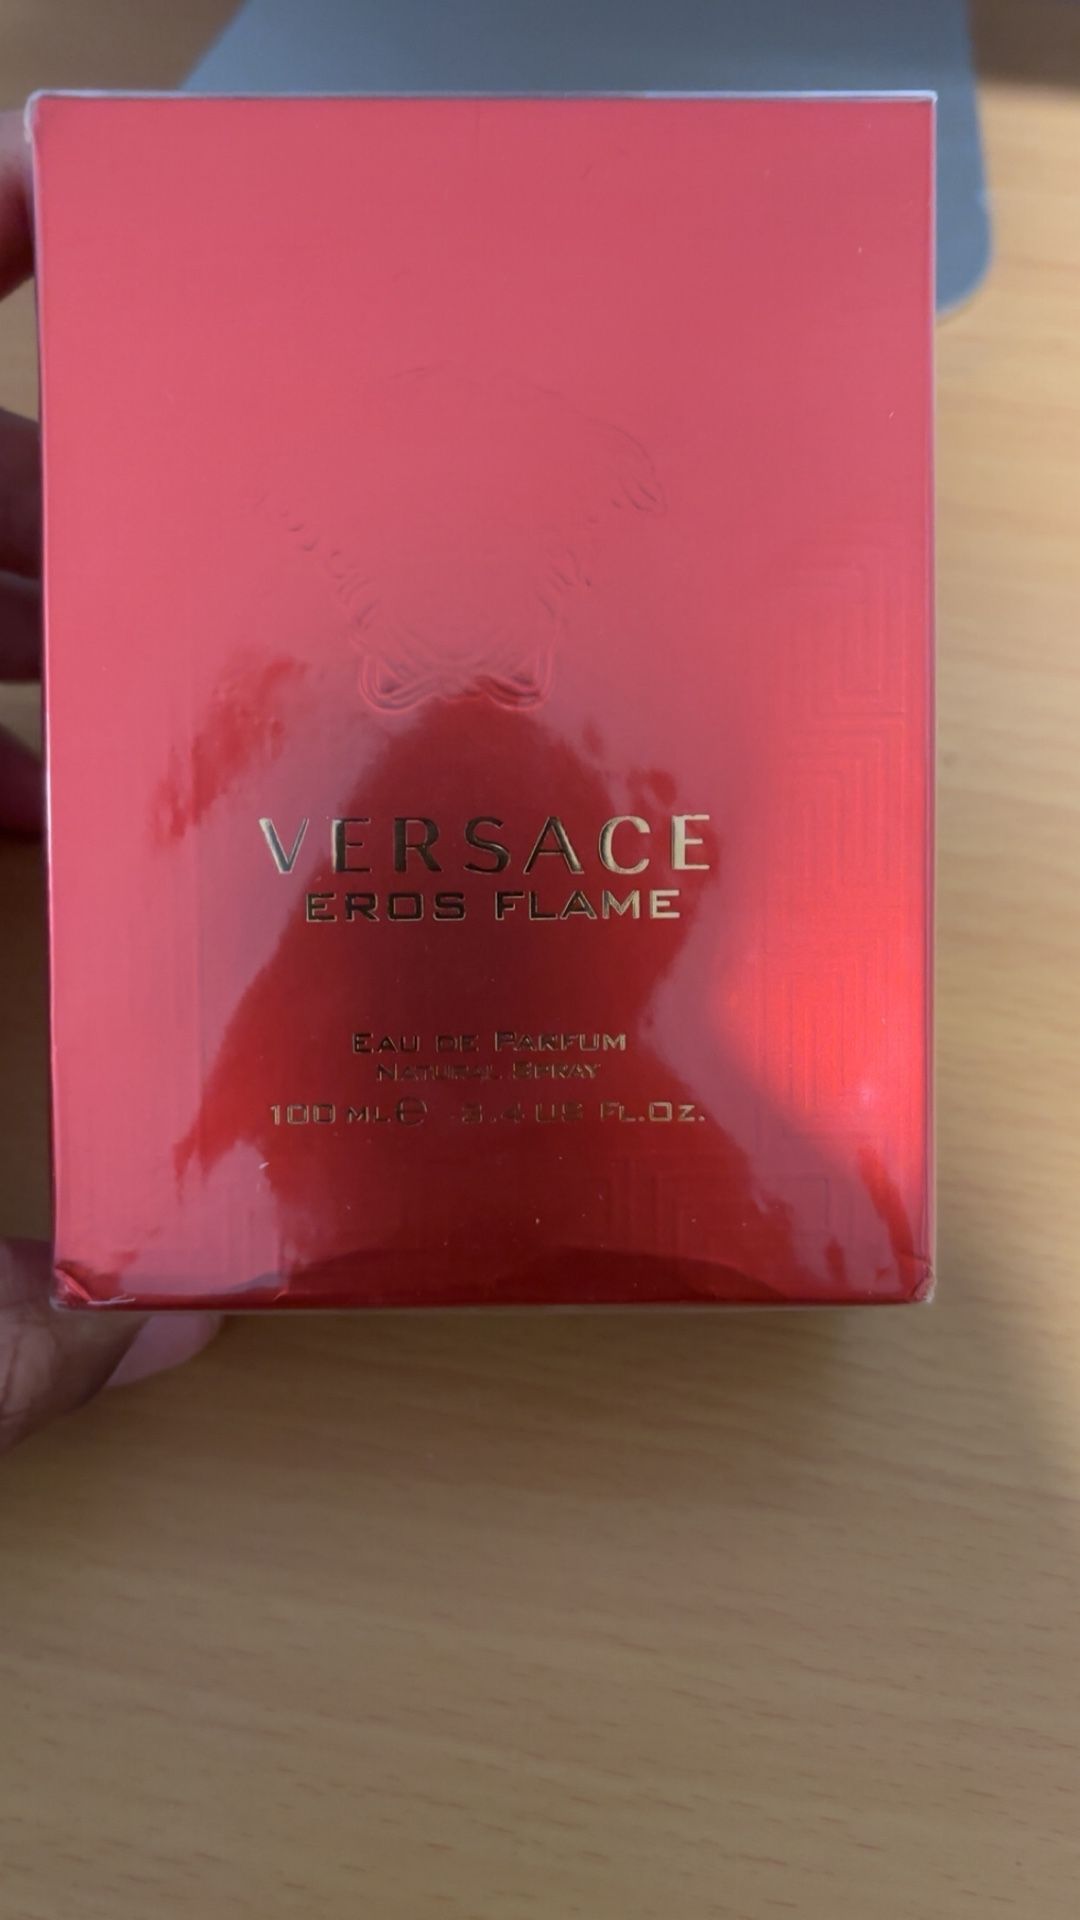 VERSACE
EROS FLAME
EAU DE PARFUM
NATURAL SPRAY
100 ML ℮ 3.4 US FL.OZ.